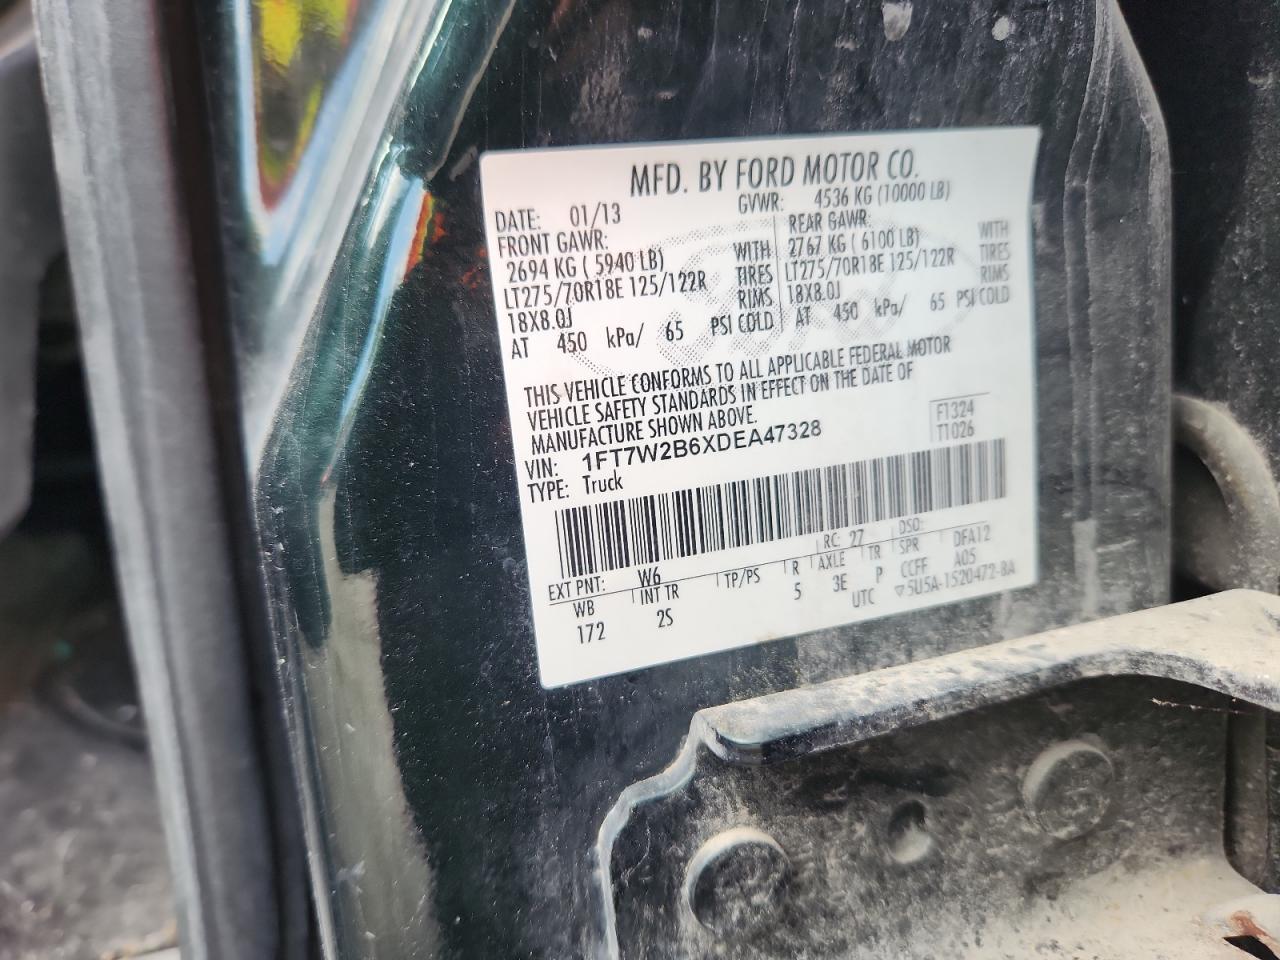 MFD. BY FORD MOTOR CO.
DATE: 01/13 GVWR: 4536 KG (10000 LB)
FRONT GAWR: REAR GAWR:
2694 KG ( 5940 LB) WITH 2767 KG ( 6100 LB) WITH
LT275/70R18E 125/122R TIRES LT275/70R18E 125/122R TIRES
18X8.0J RIMS 18X8.0J RIMS
AT 450 kPa/ 65 PSI COLD AT 450 kPa/ 65 PSI COLD
THIS VEHICLE CONFORMS TO ALL APPLICABLE FEDERAL MOTOR
VEHICLE SAFETY STANDARDS IN EFFECT ON THE DATE OF
MANUFACTURE SHOWN ABOVE.
VIN: 1FT7W2B6XDEA47328
F1324
T1026
TYPE: Truck
EXT PNT: W6 RC: 27 DSO:
WB INT TR TP/PS R AXLE TR SPR DFA12
172 2S 5 3E P CCFF A05
UTC ▽5U5A-1520472-BA